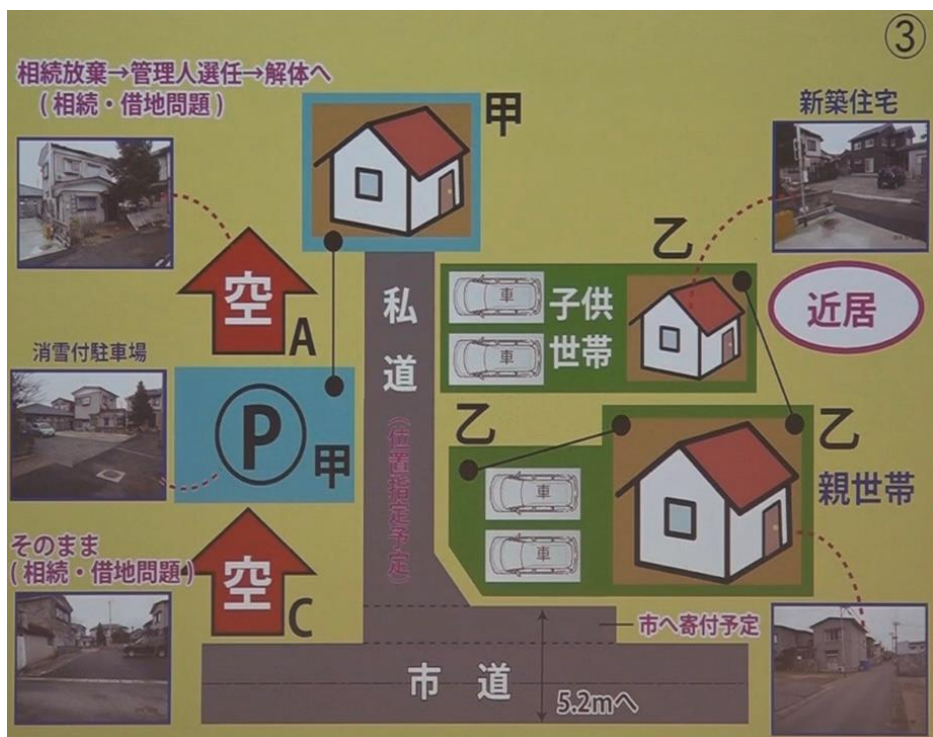 ③
相続放棄→管理人選任→解体へ
(相続・借地問題)
甲
新築住宅
乙
空
A
私道
車
子供
車
世帯
近居
消雪付駐車場
P
甲
(位置指定予定)
乙
乙
車
親世帯
車
そのまま
(相続・借地問題)
空
C
市へ寄付予定
市道
5.2mへ